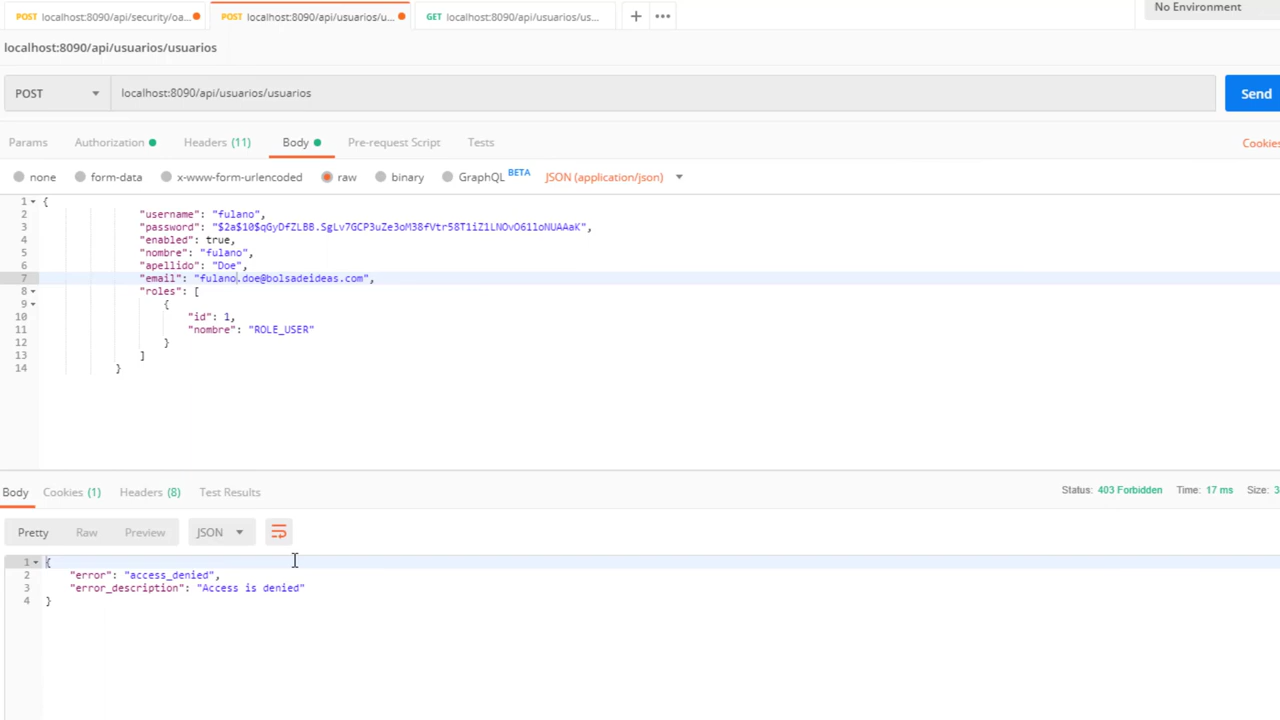 POST localhost:8090/api/security/oa... POST localhost:8090/api/usuarios/u... GET localhost:8090/api/usuarios/us... + ••• No Environment
localhost:8090/api/usuarios/usuarios
POST localhost:8090/api/usuarios/usuarios Send
Params Authorization Headers (11) Body Pre-request Script Tests Cookies
none form-data x-www-form-urlencoded raw binary GraphQL BETA JSON (application/json)
1 {
2 "username": "fulano",
3 "password": "$2a$10$qGyDfZLBB.SgLv7GCP3uZe3oM38fVtr58T1iZ1LNOvO61loNUAAaK",
4 "enabled": true,
5 "nombre": "fulano",
6 "apellido": "Doe",
7 "email": "fulano.doe@bolsadeideas.com",
8 "roles": [
9 {
10 "id": 1,
11 "nombre": "ROLE_USER"
12 }
13 ]
14 }
Body Cookies (1) Headers (8) Test Results Status: 403 Forbidden Time: 17 ms Size: 3
Pretty Raw Preview JSON
1 {
2 "error": "access_denied",
3 "error_description": "Access is denied"
4 }